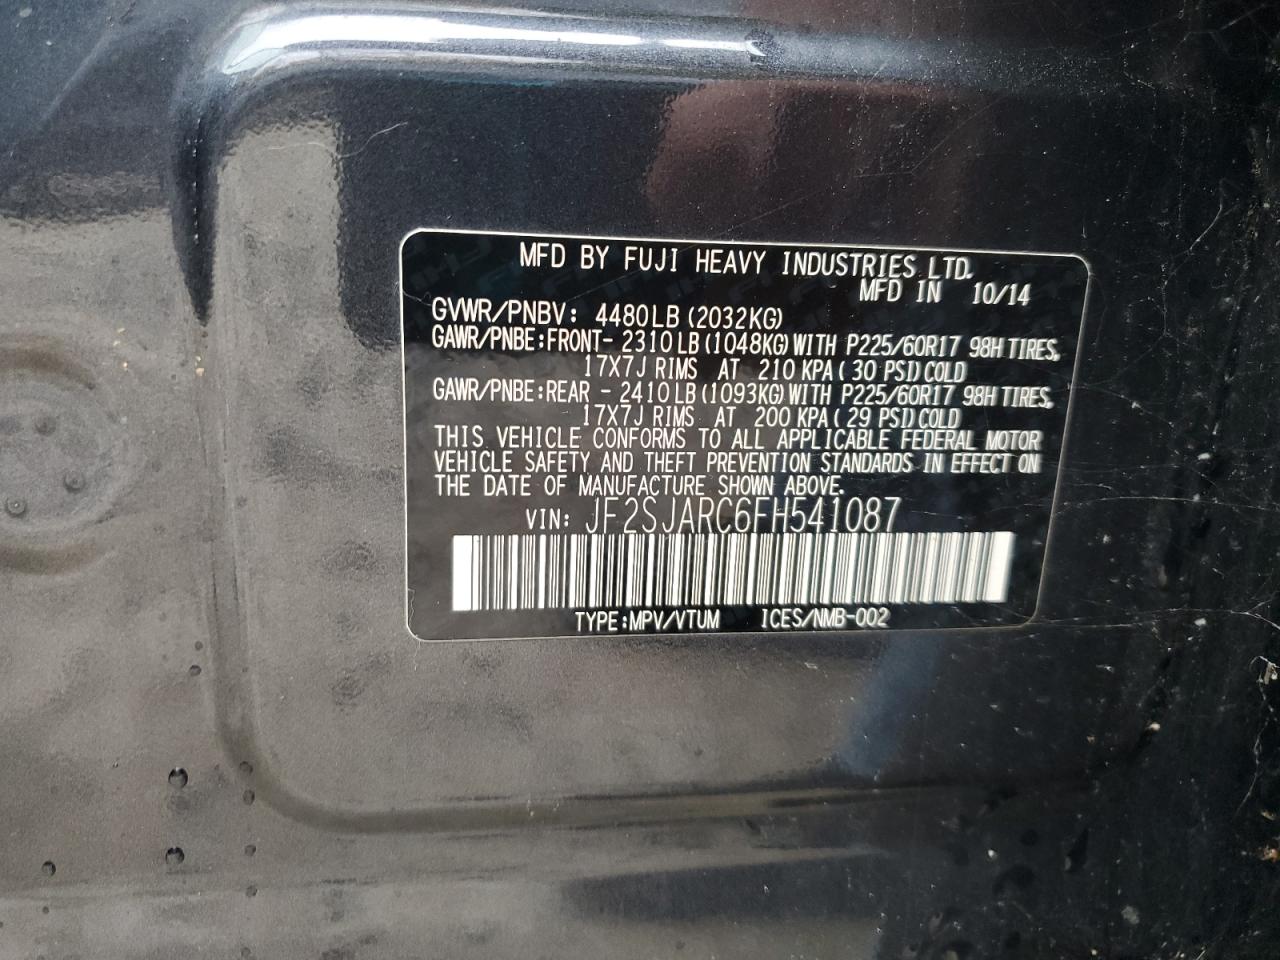 MFD BY FUJI HEAVY INDUSTRIES LTD.
MFD IN 10/14
GVWR/PNBV: 4480LB (2032KG)
GAWR/PNBE:FRONT- 2310LB (1048KG) WITH P225/60R17 98H TIRES,
17X7J RIMS AT 210 KPA ( 30 PSI) COLD
GAWR/PNBE:REAR - 2410LB (1093KG) WITH P225/60R17 98H TIRES,
17X7J RIMS AT 200 KPA ( 29 PSI) COLD
THIS VEHICLE CONFORMS TO ALL APPLICABLE FEDERAL MOTOR
VEHICLE SAFETY AND THEFT PREVENTION STANDARDS IN EFFECT ON
THE DATE OF MANUFACTURE SHOWN ABOVE.
VIN: JF2SJARC6FH541087
TYPE:MPV/VTUM ICES/NMB-002